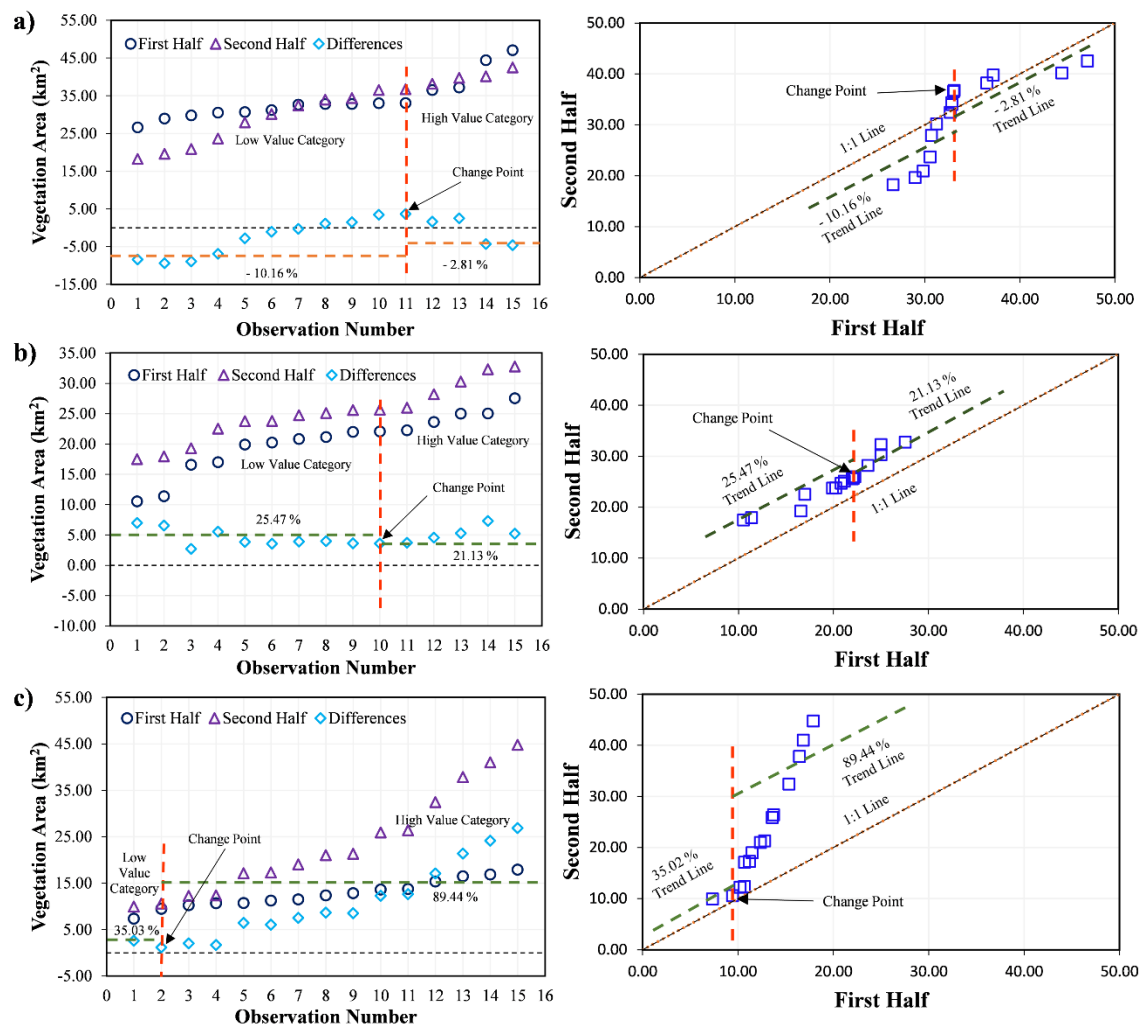 a)
55.00
45.00
35.00
25.00
15.00
5.00
-5.00
-15.00
Vegetation Area (km²)
First Half Second Half Differences
Low Value Category
High Value Category
Change Point
- 10.16 %
- 2.81 %
0 1 2 3 4 5 6 7 8 9 10 11 12 13 14 15 16
Observation Number
50.00
40.00
30.00
20.00
10.00
0.00
Second Half
Change Point
1:1 Line
- 2.81 %
Trend Line
- 10.16 %
Trend Line
0.00 10.00 20.00 30.00 40.00 50.00
First Half
b)
35.00
30.00
25.00
20.00
15.00
10.00
5.00
0.00
-5.00
-10.00
Vegetation Area (km²)
First Half Second Half Differences
Low Value Category
High Value Category
Change Point
25.47 %
21.13 %
0 1 2 3 4 5 6 7 8 9 10 11 12 13 14 15 16
Observation Number
50.00
40.00
30.00
20.00
10.00
0.00
Second Half
21.13 %
Trend Line
Change Point
25.47 %
Trend Line
1:1 Line
0.00 10.00 20.00 30.00 40.00 50.00
First Half
c)
55.00
45.00
35.00
25.00
15.00
5.00
-5.00
Vegetation Area (km²)
First Half Second Half Differences
Low
Value
Category
Change Point
High Value Category
35.03 %
89.44 %
0 1 2 3 4 5 6 7 8 9 10 11 12 13 14 15 16
Observation Number
50.00
40.00
30.00
20.00
10.00
0.00
Second Half
89.44 %
Trend Line
1:1 Line
35.02 %
Trend Line
Change Point
0.00 10.00 20.00 30.00 40.00 50.00
First Half